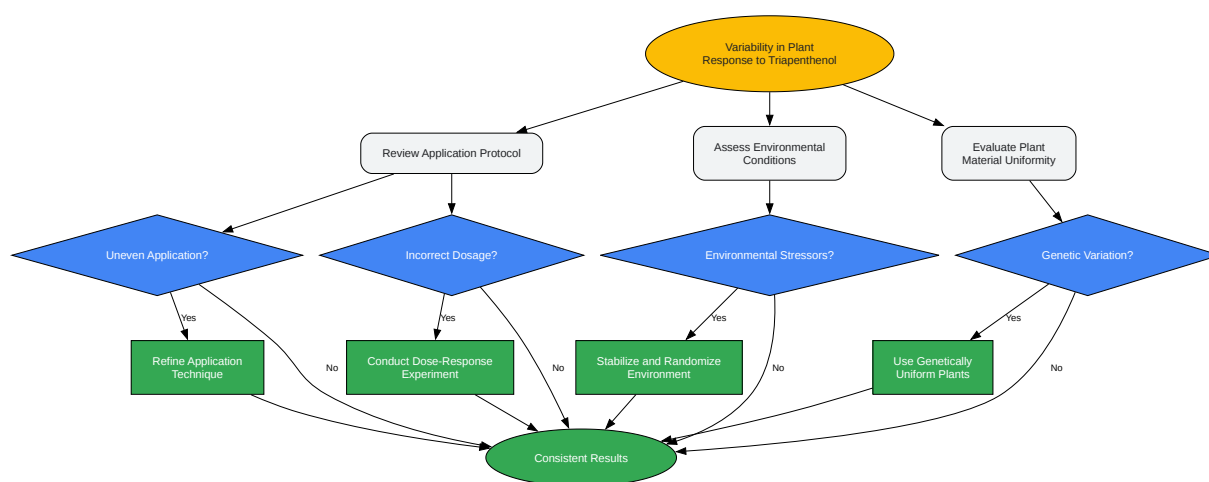 Variability in Plant
Response to Triapenthenol
Review Application Protocol
Assess Environmental
Conditions
Evaluate Plant
Material Uniformity
Uneven Application?
Incorrect Dosage?
Environmental Stressors?
Genetic Variation?
Yes
Yes
Yes
Yes
Refine Application
Technique
No
Conduct Dose-Response
Experiment
No
Stabilize and Randomize
Environment
No
Use Genetically
Uniform Plants
No
Consistent Results